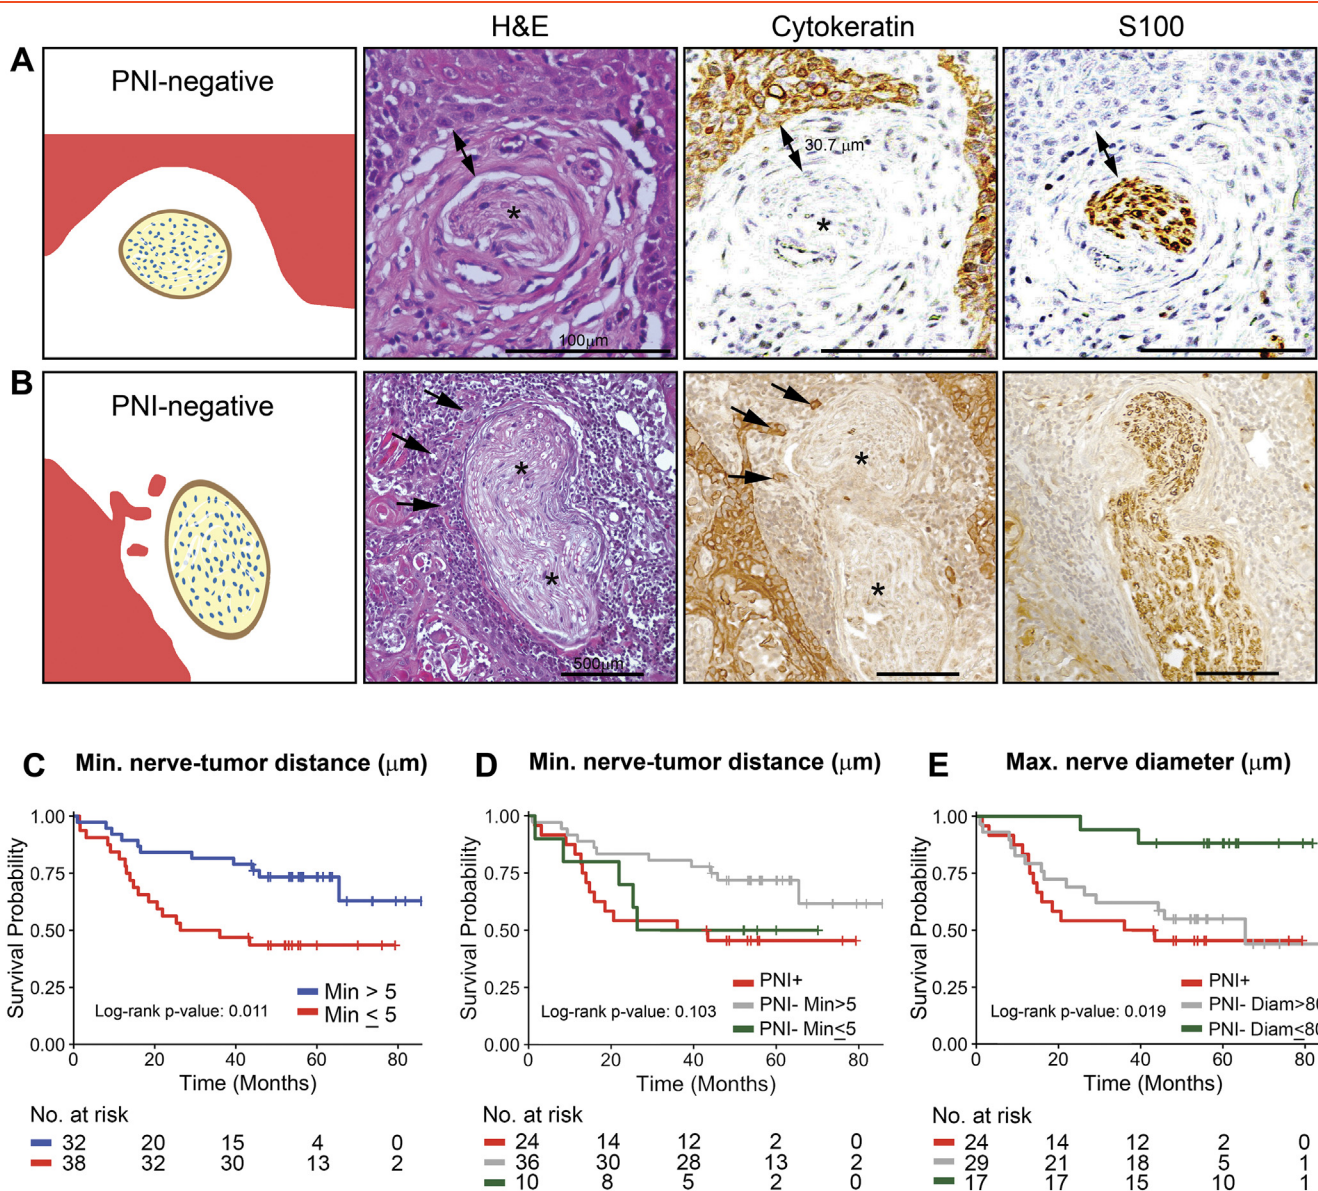 H&E Cytokeratin S100
A
PNI-negative
*
100μm
30.7 μm
*
B
PNI-negative
*
*
500μm
*
*
C Min. nerve-tumor distance (μm)
Survival Probability
1.00
0.75
0.50
0.25
0.00
0 20 40 60 80
Time (Months)
Log-rank p-value: 0.011
Min > 5
Min ≤ 5
No. at risk
32 20 15 4 0
38 32 30 13 2
D Min. nerve-tumor distance (μm)
Survival Probability
1.00
0.75
0.50
0.25
0.00
0 20 40 60 80
Time (Months)
Log-rank p-value: 0.103
PNI+
PNI- Min>5
PNI- Min≤5
No. at risk
24 14 12 2 0
36 30 28 13 2
10 8 5 2 0
E Max. nerve diameter (μm)
Survival Probability
1.00
0.75
0.50
0.25
0.00
0 20 40 60 80
Time (Months)
Log-rank p-value: 0.019
PNI+
PNI- Diam>80
PNI- Diam≤80
No. at risk
24 14 12 2 0
29 21 18 5 1
17 17 15 10 1